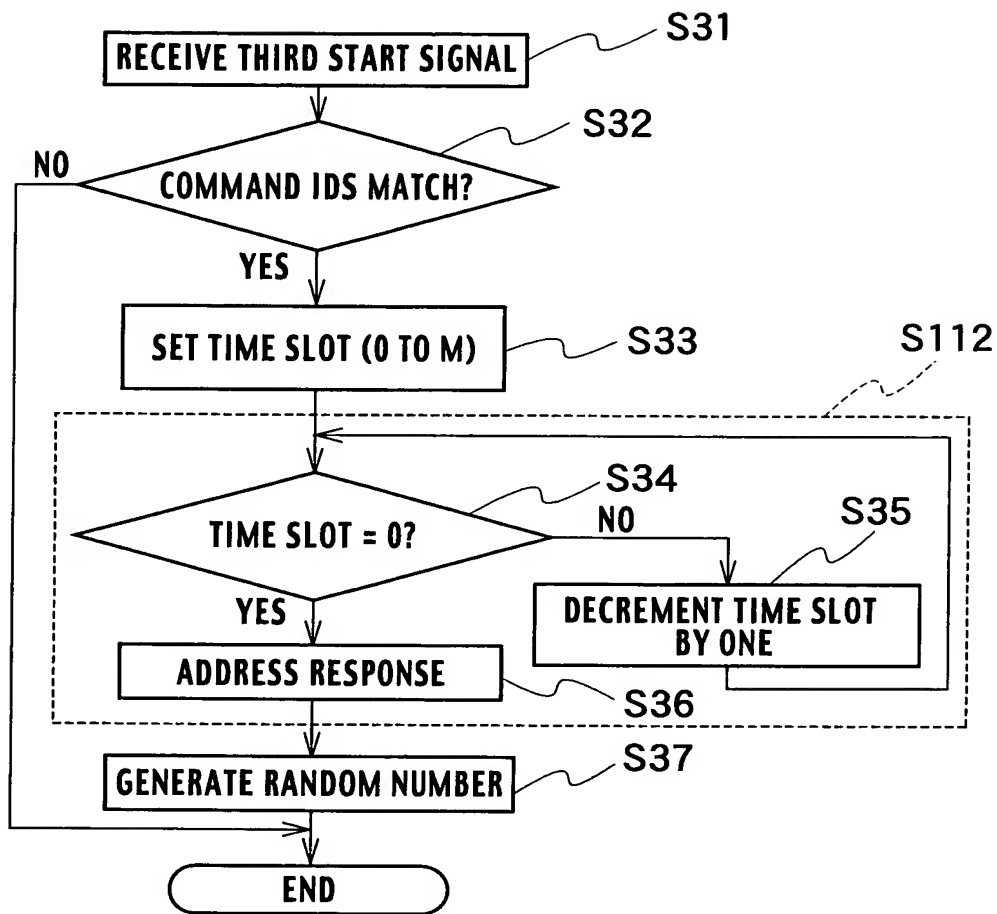 S31
RECEIVE THIRD START SIGNAL
S32
NO
COMMAND IDS MATCH?
YES
SET TIME SLOT (0 TO M)
S33
S112
S34
TIME SLOT = 0?
NO
S35
YES
DECREMENT TIME SLOT
BY ONE
ADDRESS RESPONSE
S36
S37
GENERATE RANDOM NUMBER
END